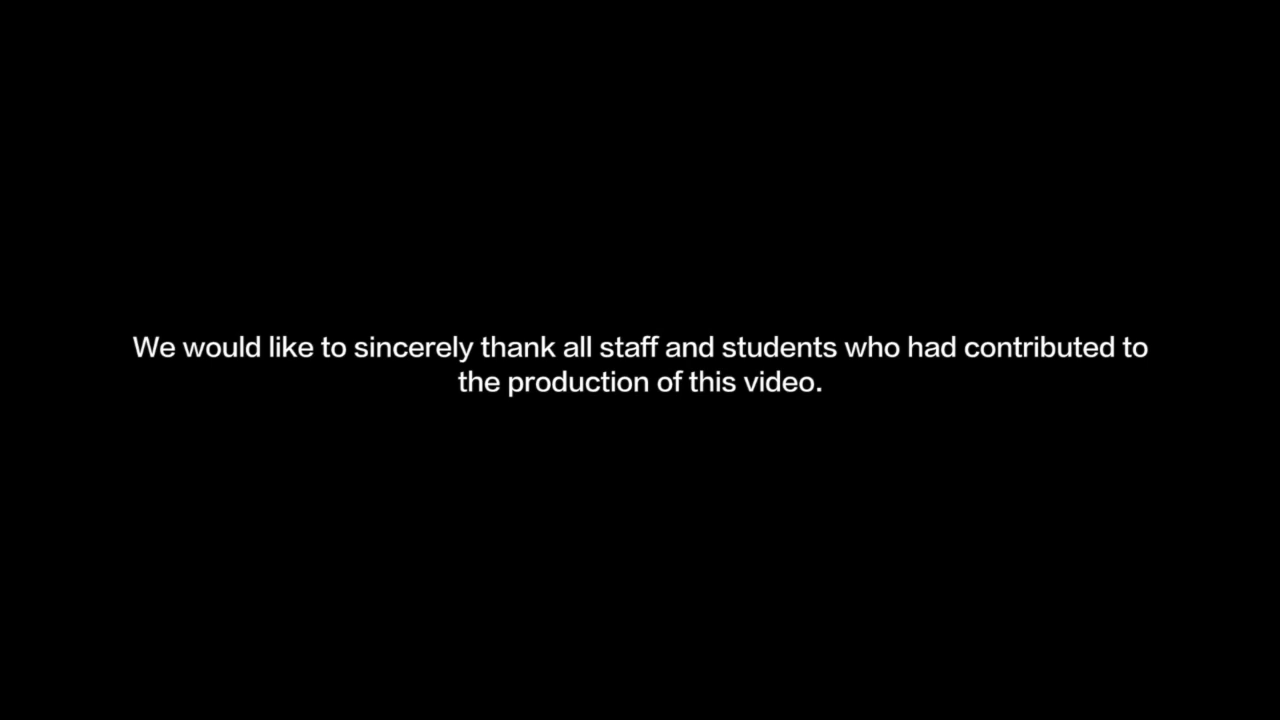 We would like to sincerely thank all staff and students who had contributed to
the production of this video.